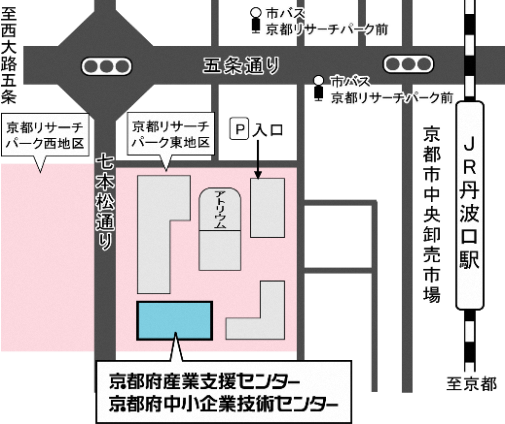 至西大路五条
市バス
京都リサーチパーク前
五条通り
市バス
京都リサーチパーク前
京都リサーチ
パーク西地区
京都リサーチ
パーク東地区
P 入口
七本松通り
アトリウム
京都市中央卸売市場
JR丹波口駅
至京都
京都府産業支援センター
京都府中小企業技術センター